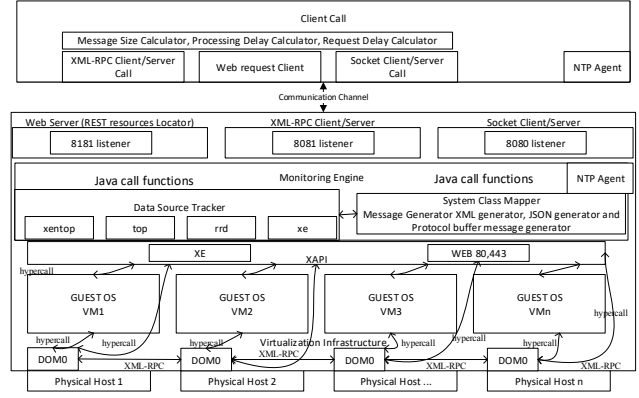 Client Call
Message Size Calculator, Processing Delay Calculator, Request Delay Calculator
XML-RPC Client/Server Call
Web request Client
Socket Client/Server Call
NTP Agent
Communication Channel
Web Server (REST resources Locator)
XML-RPC Client/Server
Socket Client/Server
8181 listener
8081 listener
8080 listener
Java call functions
Monitoring Engine
Java call functions
NTP Agent
Data Source Tracker
xentop
top
rrd
xe
System Class Mapper
Message Generator XML generator, JSON generator and
Protocol buffer message generator
XE
XAPI
WEB 80,443
hypercall
hypercall
hypercall
hypercall
GUEST OS
VM1
GUEST OS
VM2
GUEST OS
VM3
GUEST OS
VMn
hypercall
hypercall
Virtualization Infrastructure
hypercall
hypercall
DOM0
XML-RPC
DOM0
XML-RPC
DOM0
XML-RPC
DOM0
Physical Host 1
Physical Host 2
Physical Host ...
Physical Host n